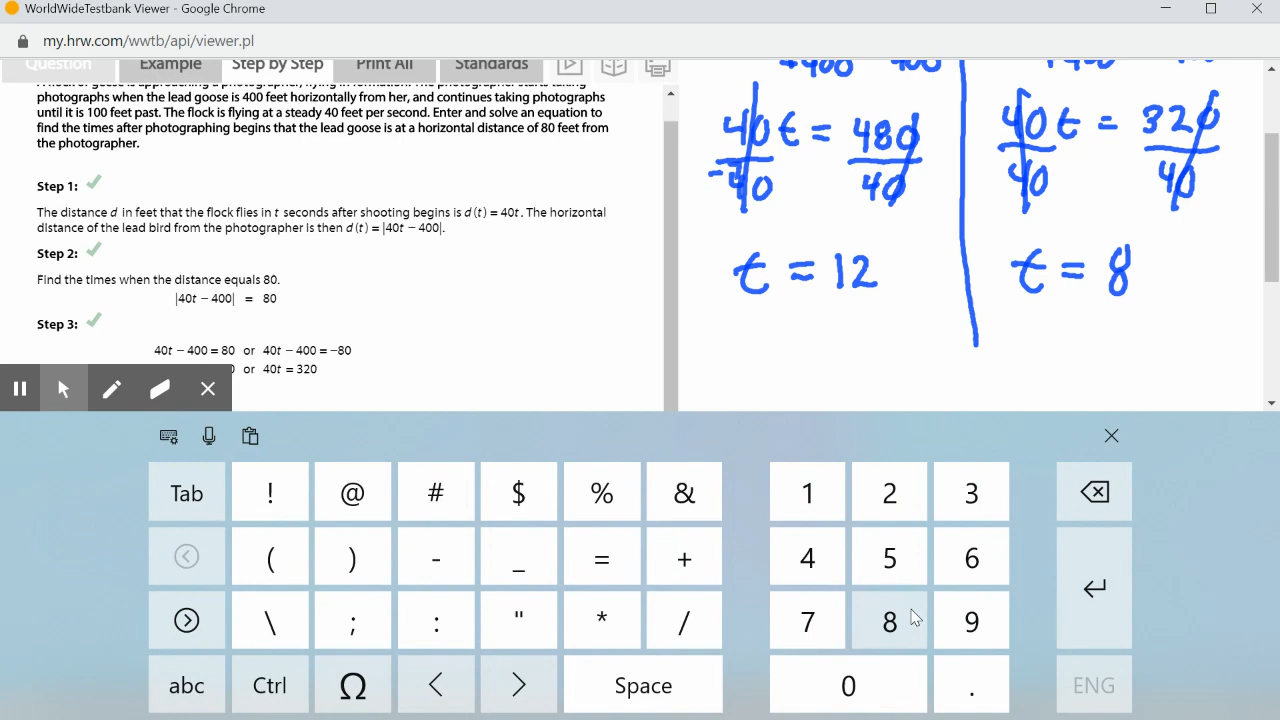 WorldWideTestbank Viewer - Google Chrome
my.hrw.com/wwtb/api/viewer.pl
Question Example Step by Step Print All Standards
photographs when the lead goose is 400 feet horizontally from her, and continues taking photographs
until it is 100 feet past. The flock is flying at a steady 40 feet per second. Enter and solve an equation to
find the times after photographing begins that the lead goose is at a horizontal distance of 80 feet from
the photographer.
Step 1:
The distance d in feet that the flock flies in t seconds after shooting begins is d (t) = 40t. The horizontal
distance of the lead bird from the photographer is then d (t) = |40t − 400|.
Step 2:
Find the times when the distance equals 80.
|40t − 400| = 80
Step 3:
40t − 400 = 80 or 40t − 400 = −80
or 40t = 320
40t = 480
-40 40
t = 12
40t = 320
40 40
t = 8
Tab ! @ # $ % & 1 2 3
( ) - _ = + 4 5 6
\ ; : " * / 7 8 9
abc Ctrl Ω < > Space 0 . ENG